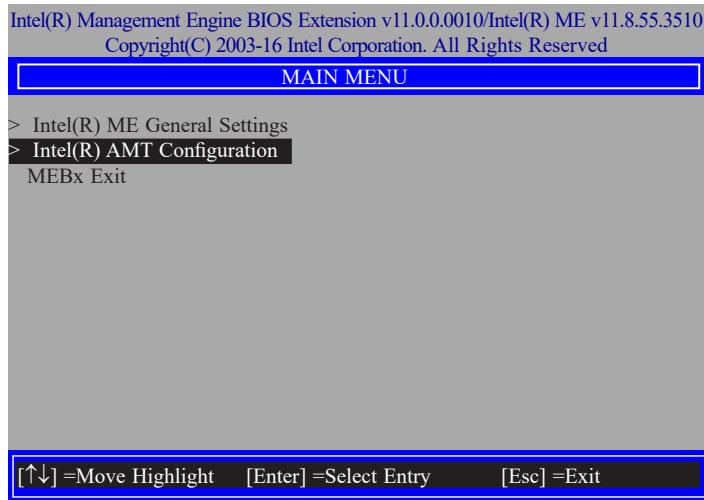 Intel(R) Management Engine BIOS Extension v11.0.0.0010/Intel(R) ME v11.8.55.3510
Copyright(C) 2003-16 Intel Corporation. All Rights Reserved
MAIN MENU
> Intel(R) ME General Settings
> Intel(R) AMT Configuration
MEBx Exit
[↑↓] =Move Highlight [Enter] =Select Entry [Esc] =Exit